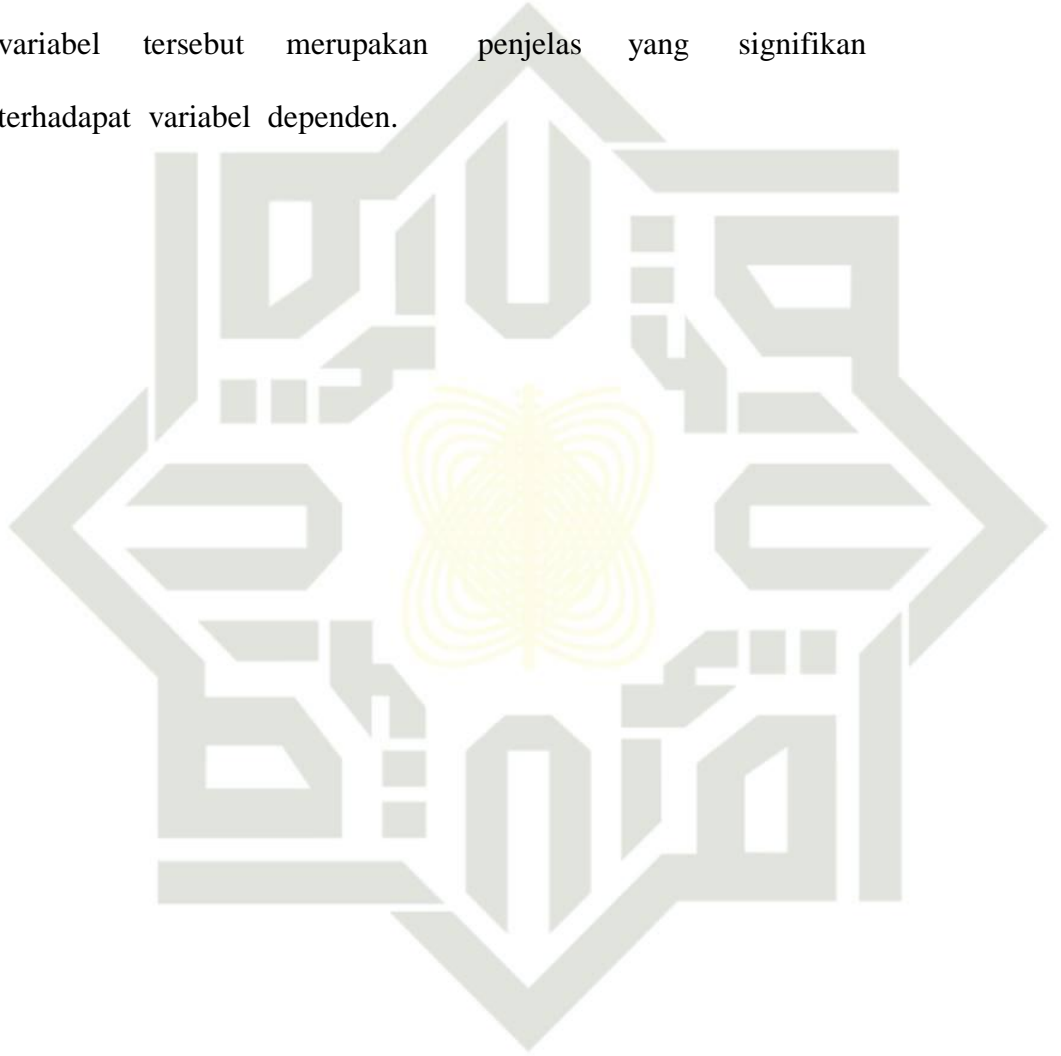 variabel tersebut merupakan penjelas yang signifikan
terhadapat variabel dependen.